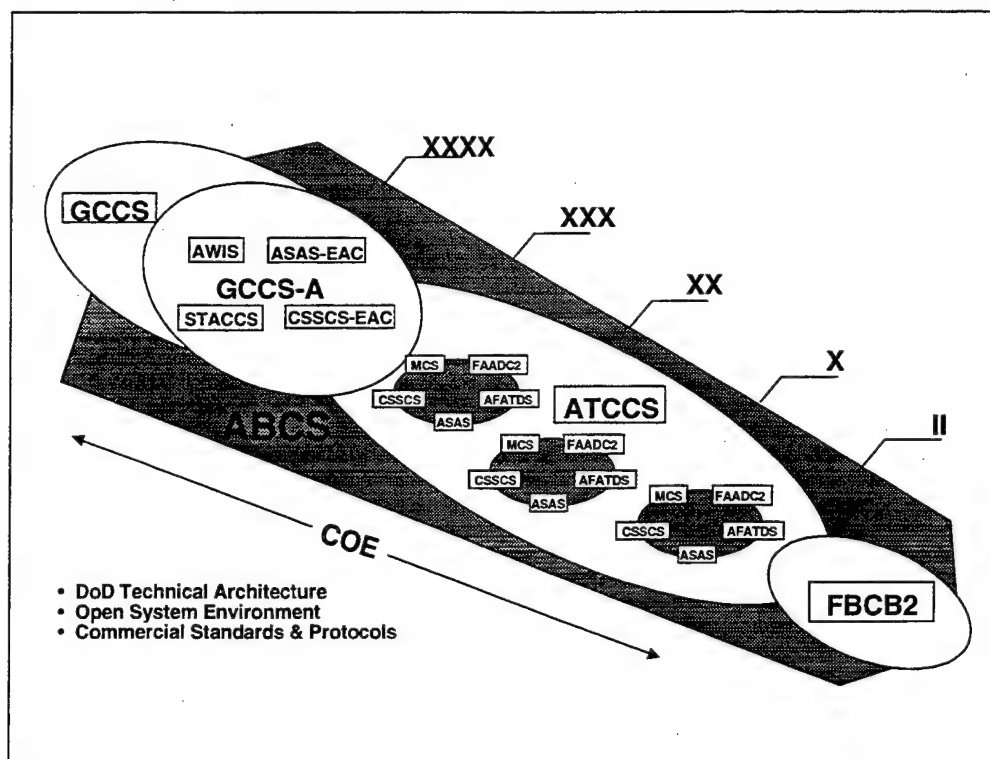 XXXX
XXX
XX
X
II
GCCS
AWIS
ASAS-EAC
GCCS-A
STACCS
CSSCS-EAC
MCS
FAADC2
CSSCS
AFATDS
ASAS
ATCCS
MCS
FAADC2
CSSCS
AFATDS
ASAS
MCS
FAADC2
CSSCS
AFATDS
ASAS
ABCS
COE
FBCB2
• DoD Technical Architecture
• Open System Environment
• Commercial Standards & Protocols